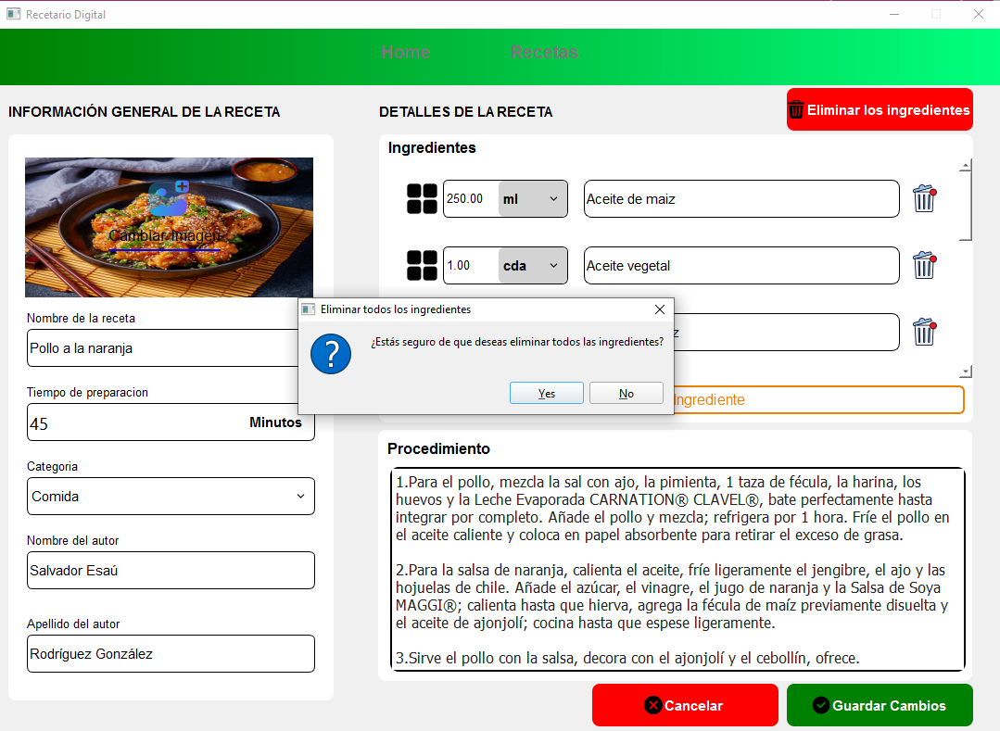 Recetario Digital
Home
Recetas
INFORMACIÓN GENERAL DE LA RECETA
Cambiar Imagen
Nombre de la receta
Pollo a la naranja
Tiempo de preparacion
45
Minutos
Categoria
Comida
Nombre del autor
Salvador Esaú
Apellido del autor
Rodríguez González
DETALLES DE LA RECETA
Eliminar los ingredientes
Ingredientes
250.00
ml
Aceite de maiz
1.00
cda
Aceite vegetal
Eliminar todos los ingredientes
¿Estás seguro de que deseas eliminar todos las ingredientes?
Yes
No
Ingrediente
Procedimiento
1.Para el pollo, mezcla la sal con ajo, la pimienta, 1 taza de fécula, la harina, los
huevos y la Leche Evaporada CARNATION® CLAVEL®, bate perfectamente hasta
integrar por completo. Añade el pollo y mezcla; refrigera por 1 hora. Fríe el pollo en
el aceite caliente y coloca en papel absorbente para retirar el exceso de grasa.
2.Para la salsa de naranja, calienta el aceite, fríe ligeramente el jengibre, el ajo y las
hojuelas de chile. Añade el azúcar, el vinagre, el jugo de naranja y la Salsa de Soya
MAGGI®; calienta hasta que hierva, agrega la fécula de maíz previamente disuelta y
el aceite de ajonjolí; cocina hasta que espese ligeramente.
3.Sirve el pollo con la salsa, decora con el ajonjolí y el cebollín, ofrece.
Cancelar
Guardar Cambios